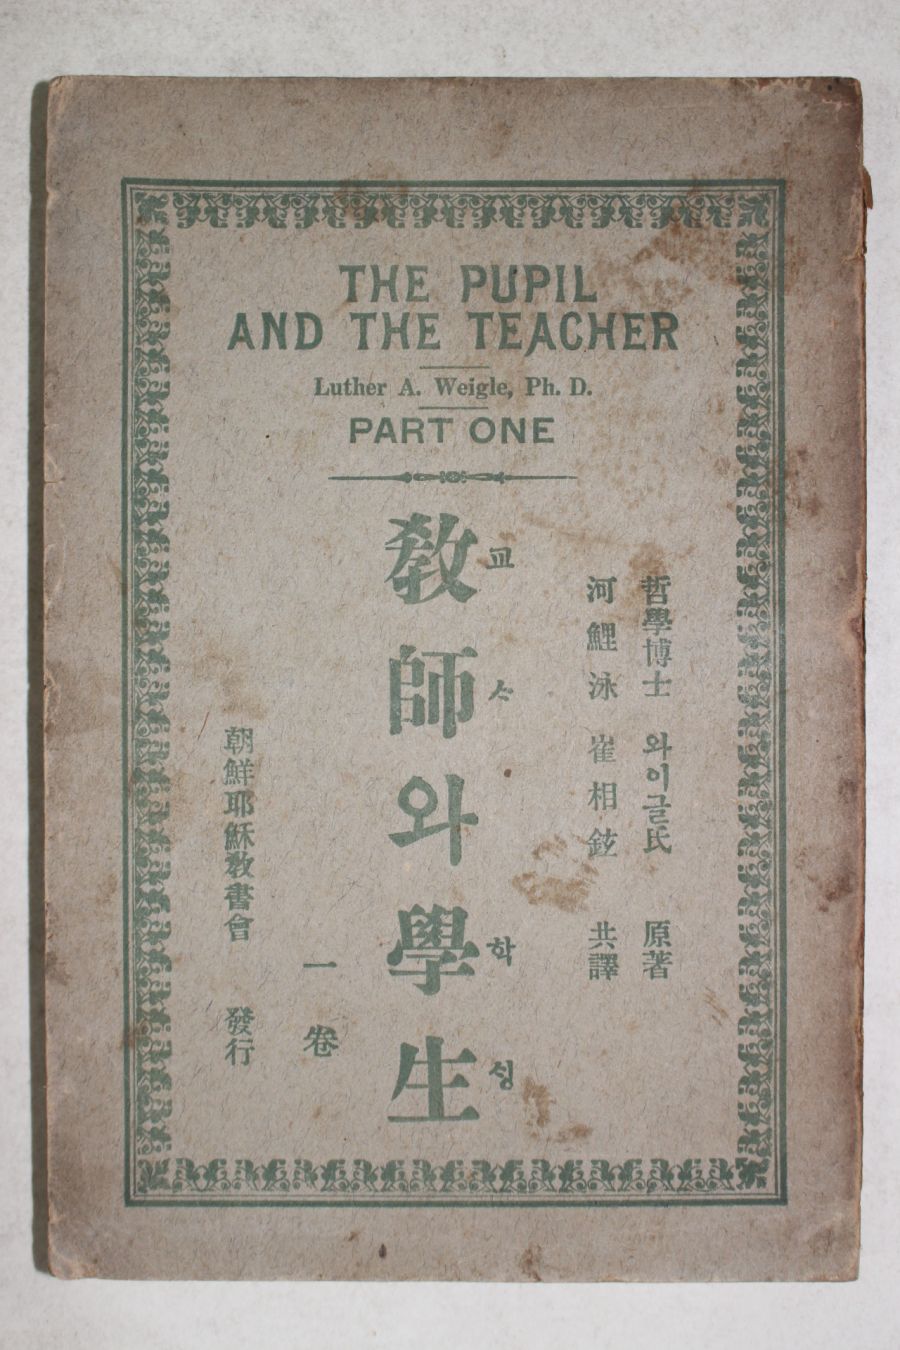 THE PUPIL
AND THE TEACHER
Luther A. Weigle, Ph. D.
PART ONE
哲學博士 와이글氏 原著
河鯉泳 崔相鉉 共譯
敎師와學生
교ᄉᆞ 학ᄉᆡᆼ
一卷
朝鮮耶穌敎書會 發行